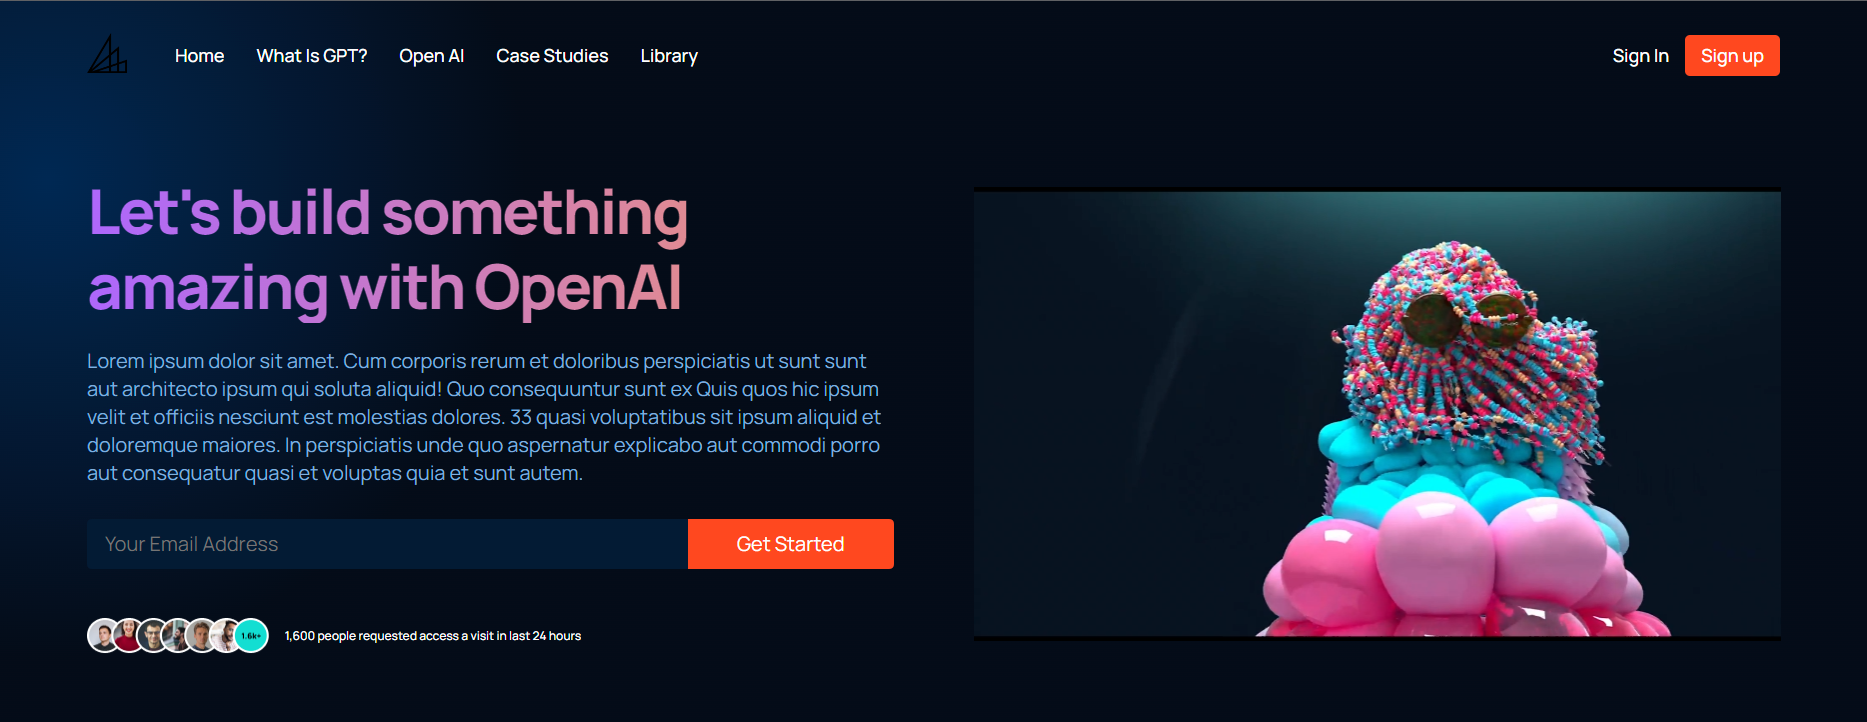 Home What Is GPT? Open AI Case Studies Library Sign In Sign up
Let's build something
amazing with OpenAI
Lorem ipsum dolor sit amet. Cum corporis rerum et doloribus perspiciatis ut sunt sunt
aut architecto ipsum qui soluta aliquid! Quo consequuntur sunt ex Quis quos hic ipsum
velit et officiis nesciunt est molestias dolores. 33 quasi voluptatibus sit ipsum aliquid et
doloremque maiores. In perspiciatis unde quo aspernatur explicabo aut commodi porro
aut consequatur quasi et voluptas quia et sunt autem.
Your Email Address Get Started
1.6k+ 1,600 people requested access a visit in last 24 hours